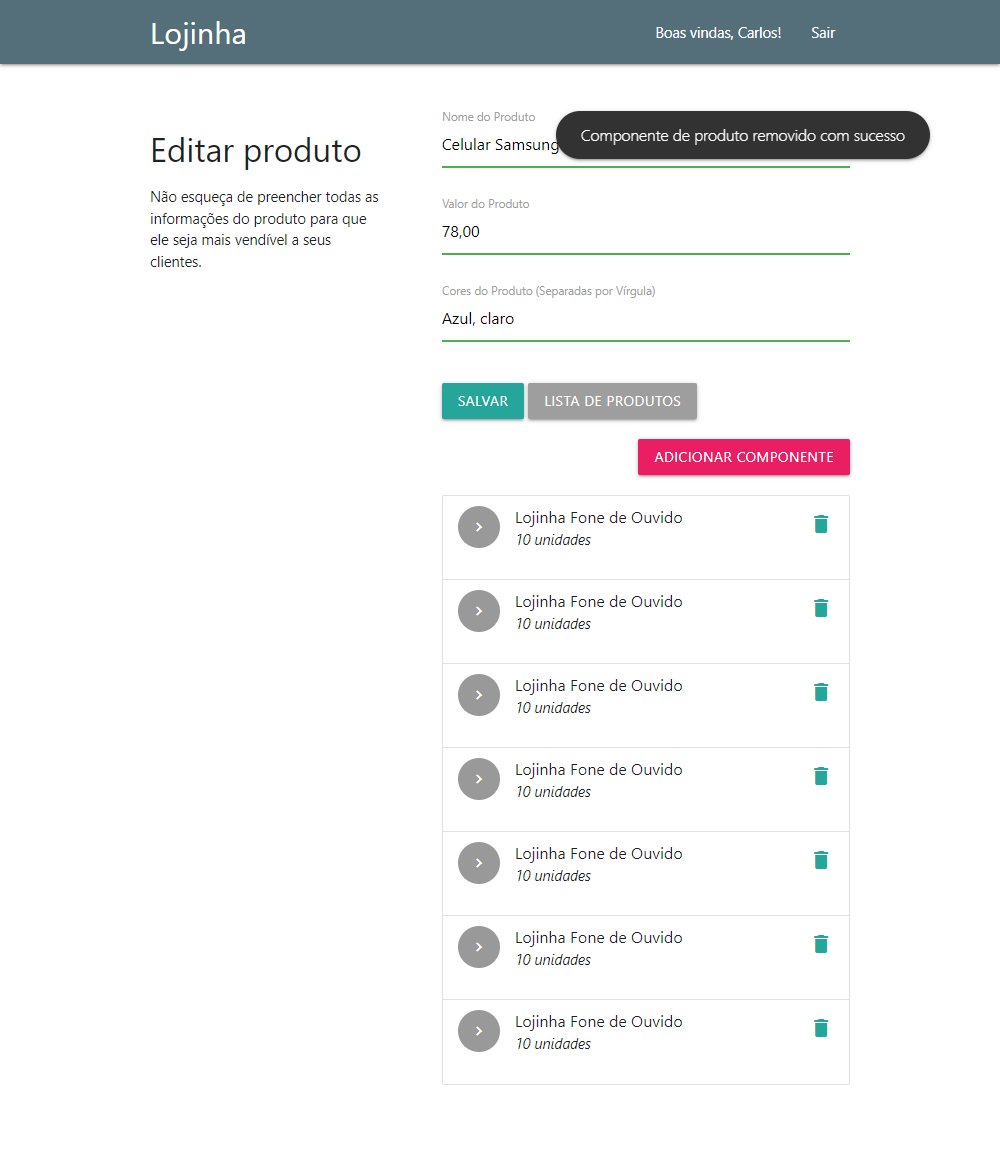 Lojinha
Boas vindas, Carlos!
Sair
Editar produto
Não esqueça de preencher todas as
informações do produto para que
ele seja mais vendível a seus
clientes.
Nome do Produto
Celular Samsung
Componente de produto removido com sucesso
Valor do Produto
78,00
Cores do Produto (Separadas por Vírgula)
Azul, claro
SALVAR
LISTA DE PRODUTOS
ADICIONAR COMPONENTE
Lojinha Fone de Ouvido
10 unidades
Lojinha Fone de Ouvido
10 unidades
Lojinha Fone de Ouvido
10 unidades
Lojinha Fone de Ouvido
10 unidades
Lojinha Fone de Ouvido
10 unidades
Lojinha Fone de Ouvido
10 unidades
Lojinha Fone de Ouvido
10 unidades